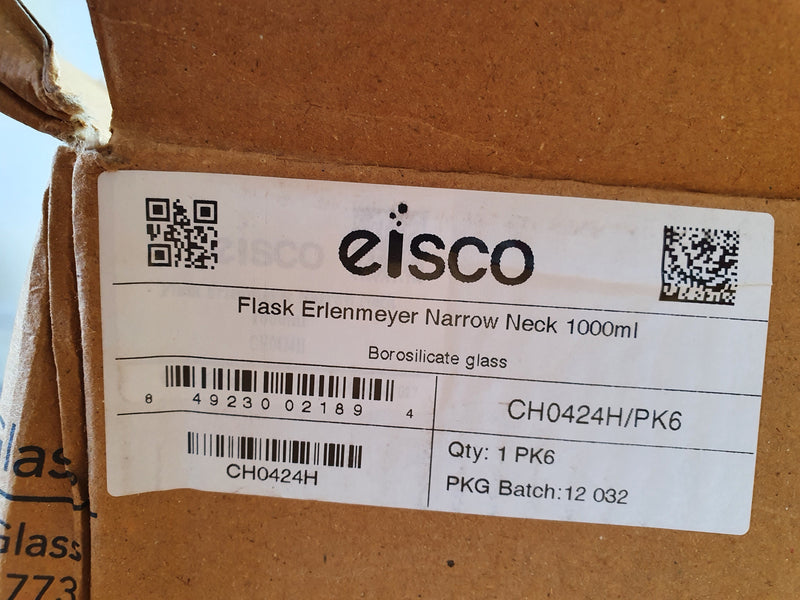 eisco
Flask Erlenmeyer Narrow Neck 1000ml
Borosilicate glass
8 49230 02189 4
CH0424H/PK6
CH0424H
Qty: 1 PK6
PKG Batch:12 032
Glass
773